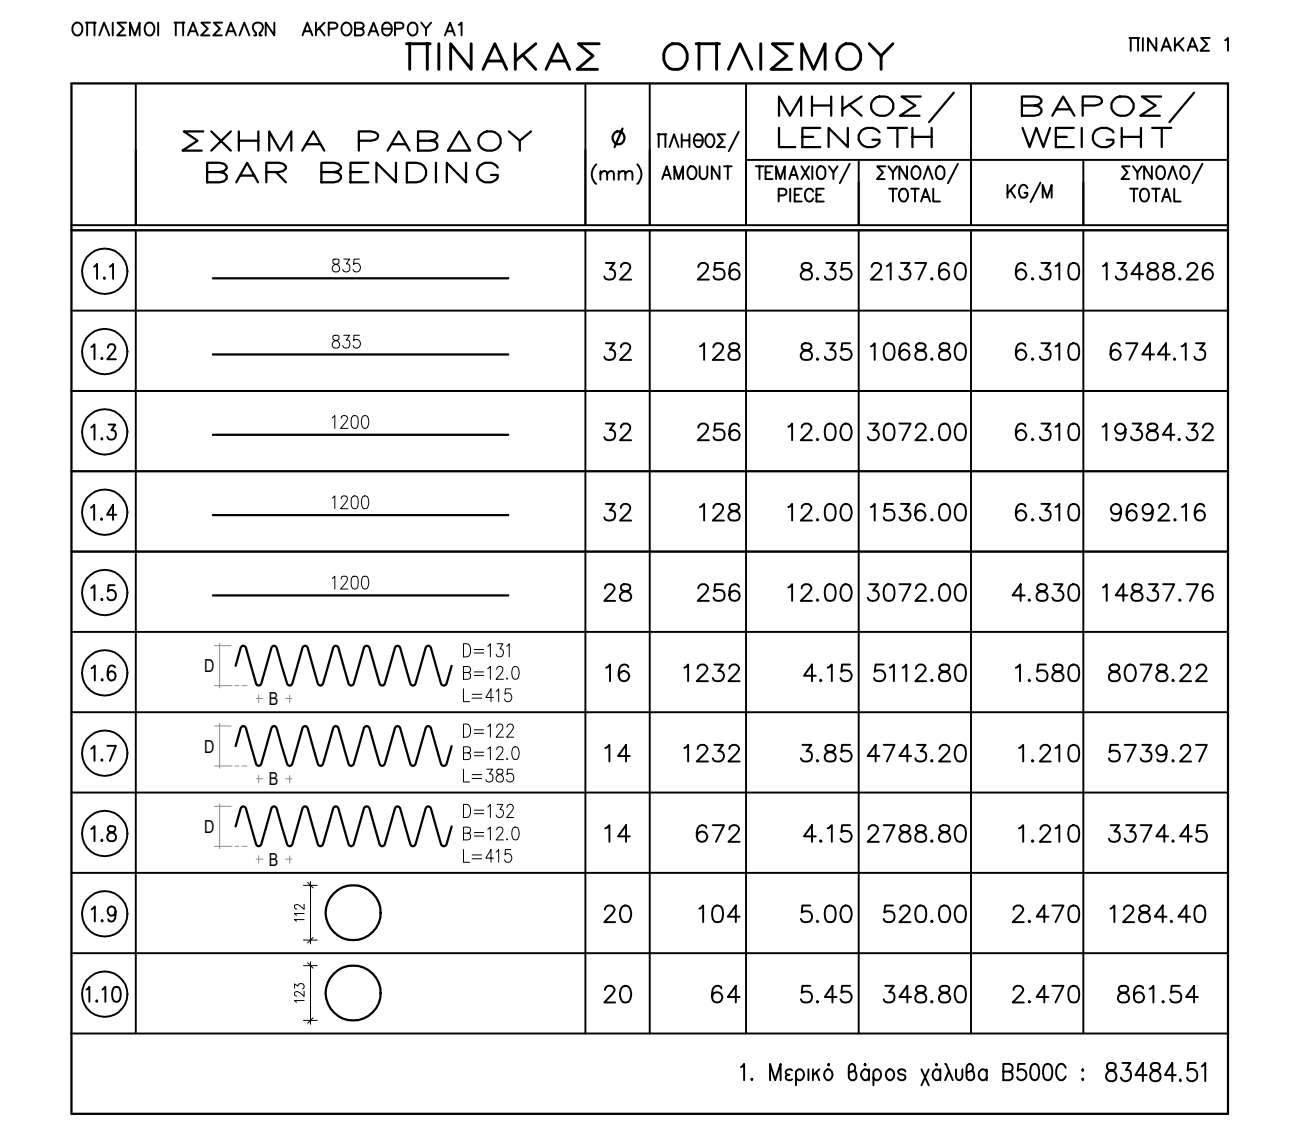 ΟΠΛΙΣΜΟΙ ΠΑΣΣΑΛΩΝ ΑΚΡΟΒΑΘΡΟΥ Α1
ΠΙΝΑΚΑΣ ΟΠΛΙΣΜΟΥ
ΠΙΝΑΚΑΣ 1
ΣΧΗΜΑ ΡΑΒΔΟΥ
BAR BENDING
Ø
(mm)
ΠΛΗΘΟΣ/
AMOUNT
ΜΗΚΟΣ/
LENGTH
ΤΕΜΑΧΙΟΥ/
PIECE
ΣΥΝΟΛΟ/
TOTAL
ΒΑΡΟΣ/
WEIGHT
KG/M
ΣΥΝΟΛΟ/
TOTAL
1.1 835 32 256 8.35 2137.60 6.310 13488.26
1.2 835 32 128 8.35 1068.80 6.310 6744.13
1.3 1200 32 256 12.00 3072.00 6.310 19384.32
1.4 1200 32 128 12.00 1536.00 6.310 9692.16
1.5 1200 28 256 12.00 3072.00 4.830 14837.76
D=131
1.6 D B=12.0 16 1232 4.15 5112.80 1.580 8078.22
B L=415
D=122
1.7 D B=12.0 14 1232 3.85 4743.20 1.210 5739.27
B L=385
D=132
1.8 D B=12.0 14 672 4.15 2788.80 1.210 3374.45
B L=415
1.9 112 20 104 5.00 520.00 2.470 1284.40
1.10 123 20 64 5.45 348.80 2.470 861.54
1. Μερικό βάρος χάλυβα B500C : 83484.51